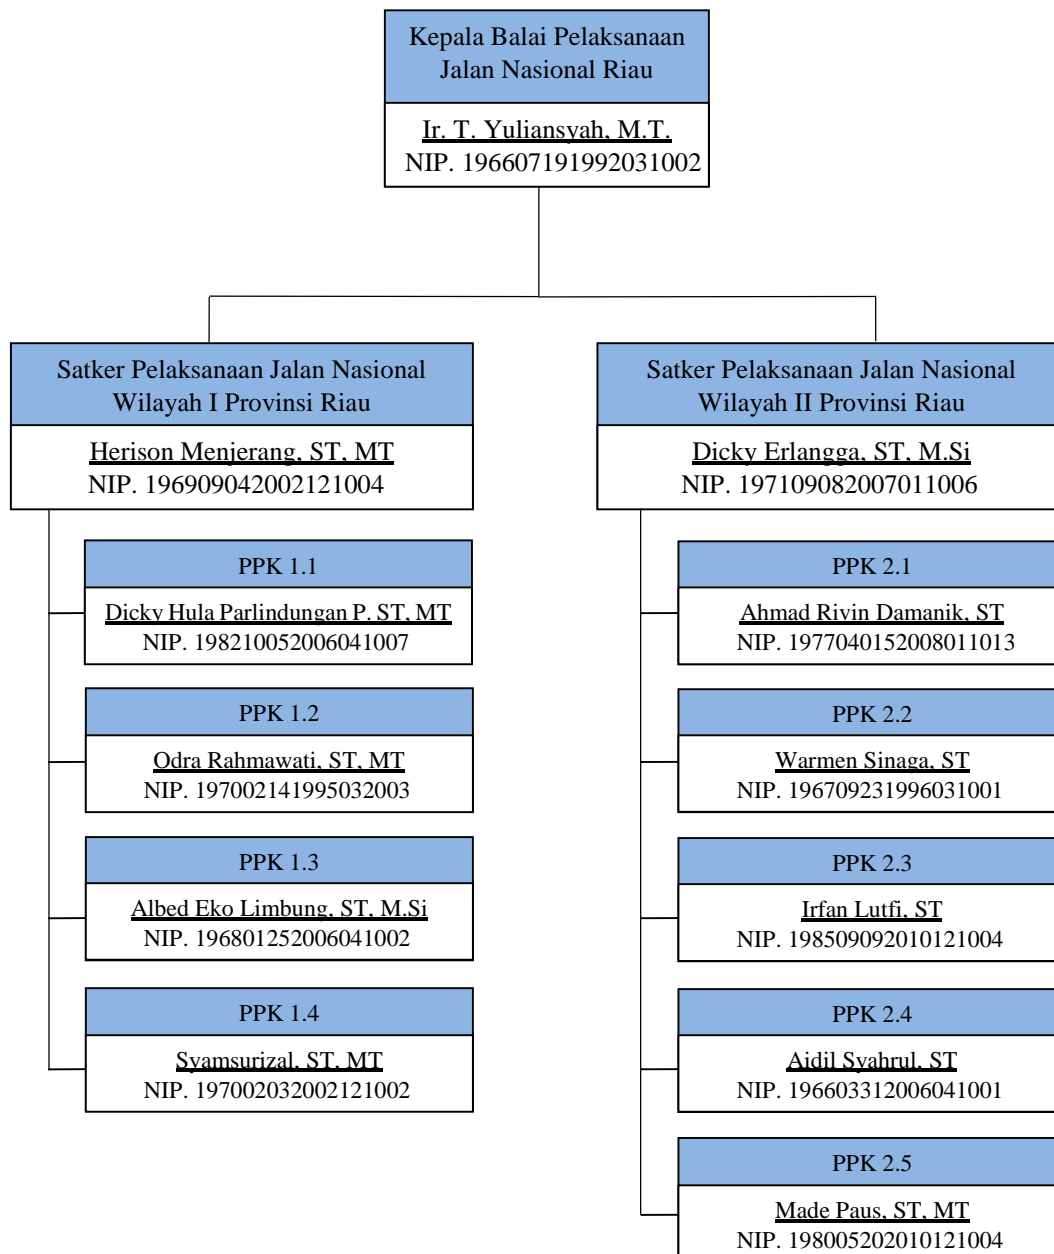 Kepala Balai Pelaksanaan
Jalan Nasional Riau
Ir. T. Yuliansyah, M.T.
NIP. 196607191992031002
Satker Pelaksanaan Jalan Nasional
Wilayah I Provinsi Riau
Herison Menjerang, ST, MT
NIP. 196909042002121004
PPK 1.1
Dicky Hula Parlindungan P. ST, MT
NIP. 198210052006041007
PPK 1.2
Odra Rahmawati, ST, MT
NIP. 197002141995032003
PPK 1.3
Albed Eko Limbung, ST, M.Si
NIP. 196801252006041002
PPK 1.4
Syamsurizal, ST, MT
NIP. 197002032002121002
Satker Pelaksanaan Jalan Nasional
Wilayah II Provinsi Riau
Dicky Erlangga, ST, M.Si
NIP. 197109082007011006
PPK 2.1
Ahmad Rivin Damanik, ST
NIP. 1977040152008011013
PPK 2.2
Warmen Sinaga, ST
NIP. 196709231996031001
PPK 2.3
Irfan Lutfi, ST
NIP. 198509092010121004
PPK 2.4
Aidil Syahrul, ST
NIP. 196603312006041001
PPK 2.5
Made Paus, ST, MT
NIP. 198005202010121004